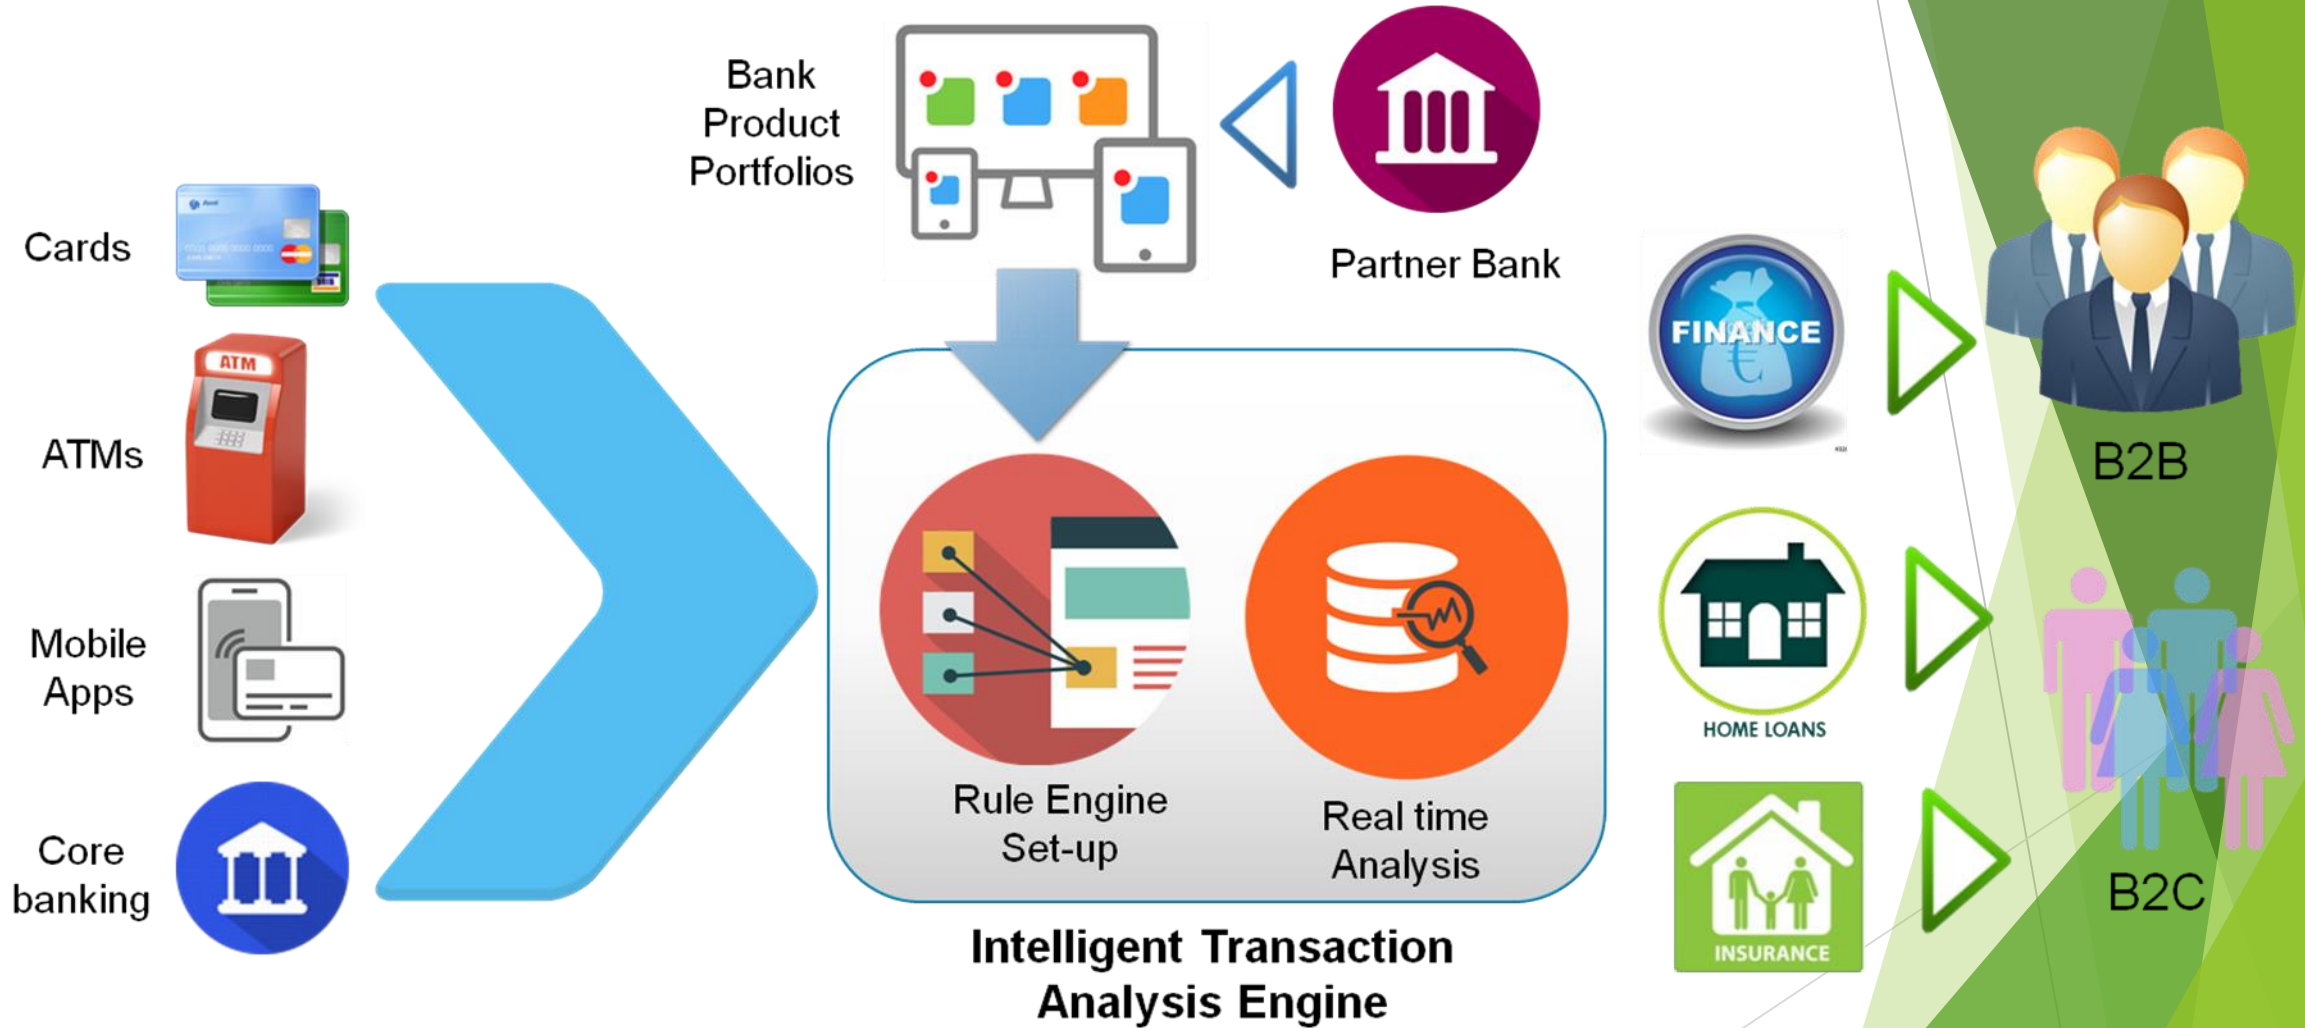 Bank
Product
Portfolios
Partner Bank
Cards
ATM
ATMs
Mobile
Apps
Core
banking
Rule Engine
Set-up
Real time
Analysis
Intelligent Transaction
Analysis Engine
FINANCE
€
HOME LOANS
INSURANCE
B2B
B2C